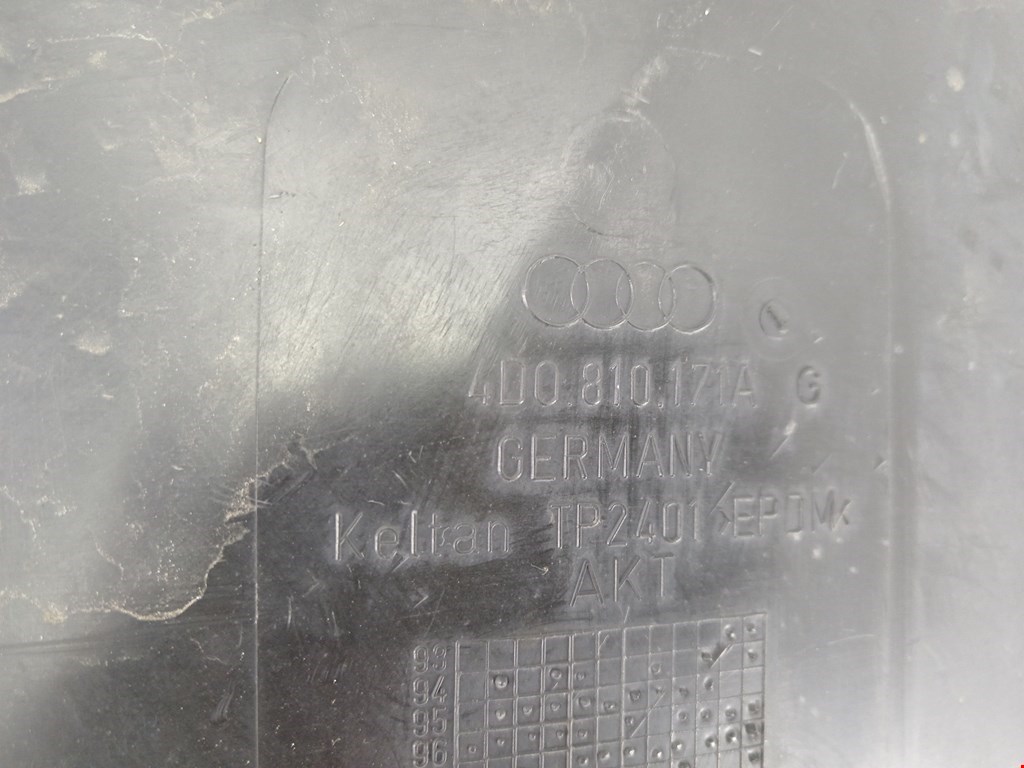 4D0.810.171A G
GERMANY
Keltan TP2401 >EPDM<
AKT
93
94
95
96